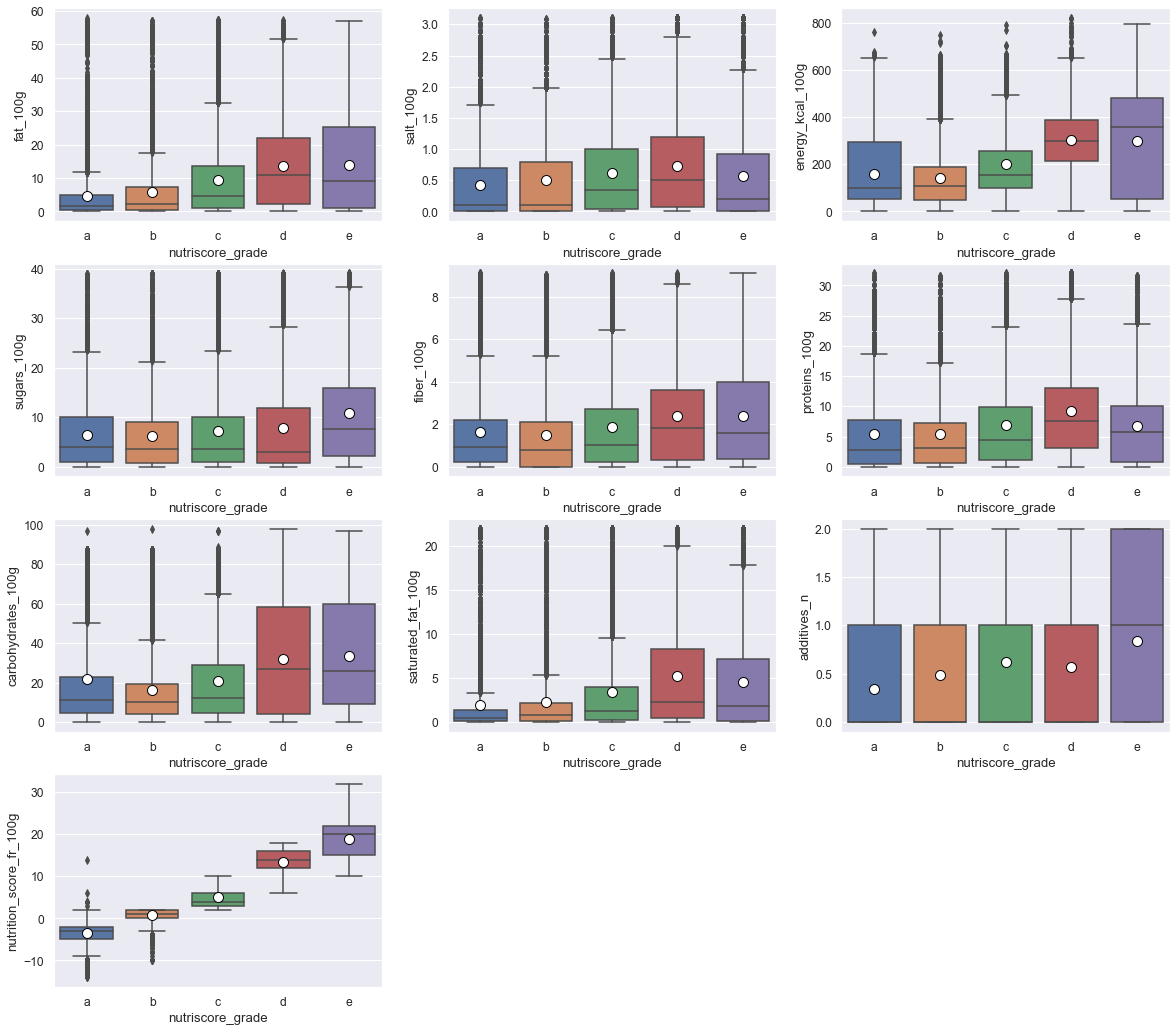 fat_100g
60
50
40
30
20
10
0
a b c d e
nutriscore_grade
salt_100g
3.0
2.5
2.0
1.5
1.0
0.5
0.0
a b c d e
nutriscore_grade
energy_kcal_100g
800
600
400
200
0
a b c d e
nutriscore_grade
sugars_100g
40
30
20
10
0
a b c d e
nutriscore_grade
fiber_100g
8
6
4
2
0
a b c d e
nutriscore_grade
proteins_100g
30
25
20
15
10
5
0
a b c d e
nutriscore_grade
carbohydrates_100g
100
80
60
40
20
0
a b c d e
nutriscore_grade
saturated_fat_100g
20
15
10
5
0
a b c d e
nutriscore_grade
additives_n
2.0
1.5
1.0
0.5
0.0
a b c d e
nutriscore_grade
nutrition_score_fr_100g
30
20
10
0
−10
a b c d e
nutriscore_grade